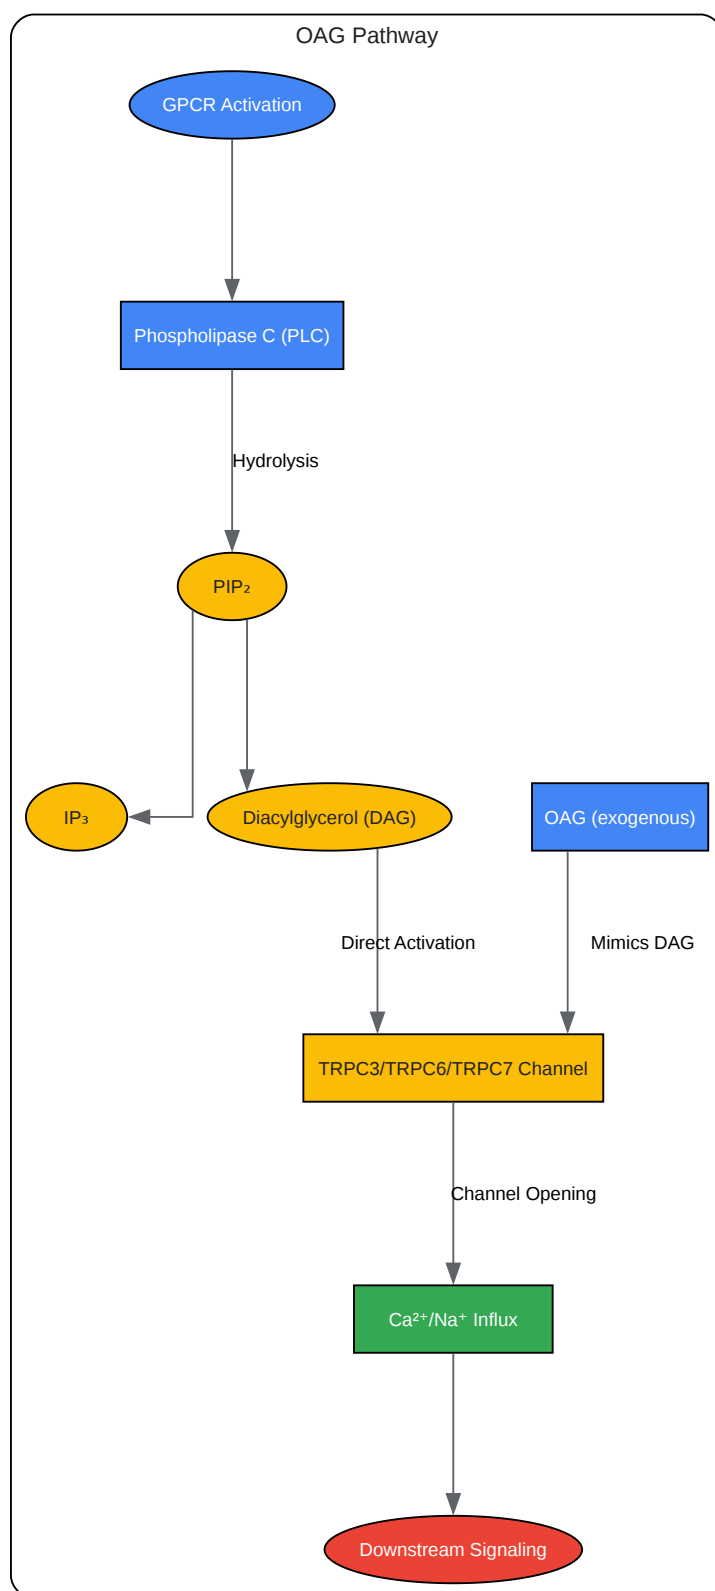 OAG Pathway
GPCR Activation
Phospholipase C (PLC)
Hydrolysis
PIP₂
IP₃
Diacylglycerol (DAG)
OAG (exogenous)
Direct Activation
Mimics DAG
TRPC3/TRPC6/TRPC7 Channel
Channel Opening
Ca²⁺/Na⁺ Influx
Downstream Signaling